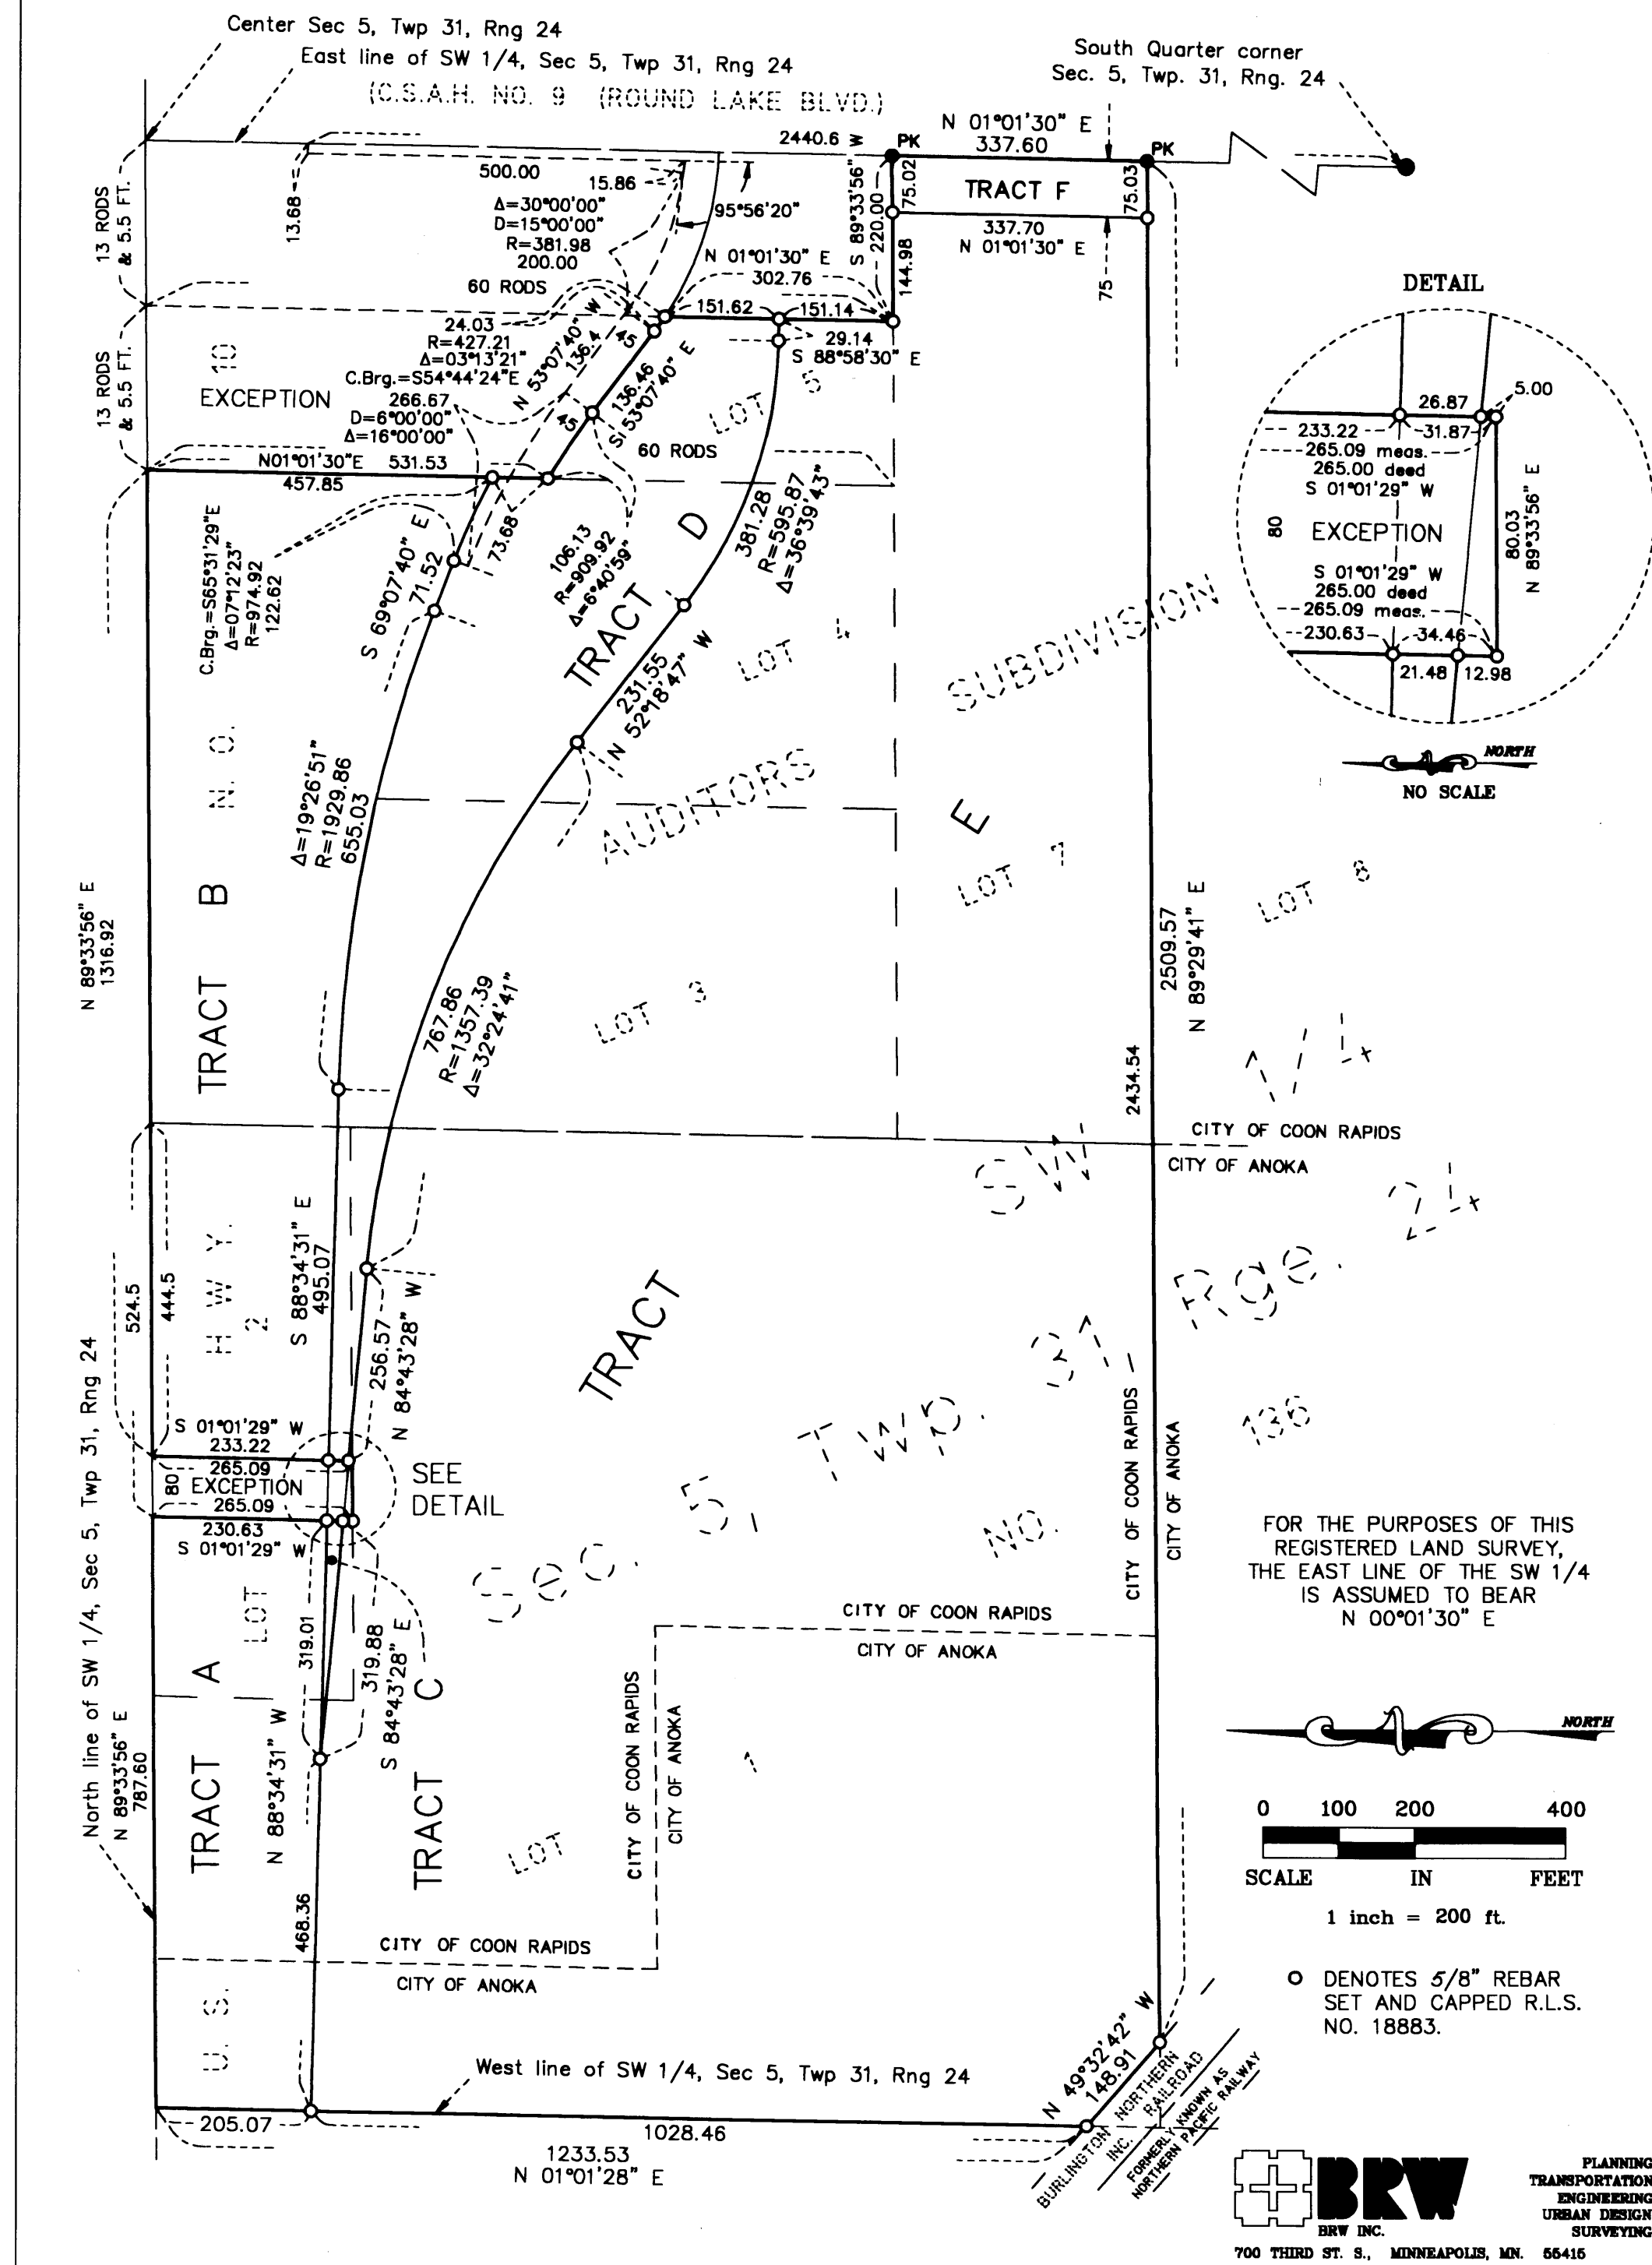 Center Sec 5, Twp 31, Rng 24
East line of SW 1/4, Sec 5, Twp 31, Rng 24
(C.S.A.H. NO. 9 (ROUND LAKE BLVD.)
South Quarter corner
Sec. 5, Twp. 31, Rng. 24
2440.6
PK
N 01°01'30" E
337.60
PK
13 RODS
& 5.5 FT.
13.68
500.00
15.86
Δ=30°00'00"
D=15°00'00"
R=381.98
200.00
95°56'20"
S 89°33'56" W
220.00
75.02
144.98
TRACT F
75.03
337.70
N 01°01'30" E
75
N 01°01'30" E
302.76
60 RODS
151.62
151.14
29.14
S 88°58'30" E
24.03
R=427.21
Δ=03°13'21"
C.Brg.=S54°44'24"E
N 53°07'40" W
136.4
45
45
136.46
S 53°07'40" E
266.67
D=6°00'00"
Δ=16°00'00"
13 RODS
& 5.5 FT.
10
EXCEPTION
LOT 5
60 RODS
N01°01'30"E 531.53
457.85
73.68
C.Brg.=S65°31'29"E
Δ=07°12'23"
R=974.92
122.62
S 69°07'40" E
71.52
106.13
R=909.92
Δ=6°40'59"
381.28
R=595.87
Δ=36°39'43"
TRACT D
231.55
N 52°18'47" W
LOT 4
AUDITORS
SUBDIVISION
DETAIL
26.87
5.00
233.22
31.87
265.09 meas.
265.00 deed
S 01°01'29" W
80
EXCEPTION
80.03
N 89°33'56" E
S 01°01'29" W
265.00 deed
265.09 meas.
230.63
34.46
21.48
12.98
NORTH
NO SCALE
Δ=19°26'51"
R=1929.86
655.03
N 89°33'56" E
1316.92
TRACT B
N. O.
767.86
R=1357.39
Δ=32°24'41"
LOT 3
E
LOT 7
LOT 8
2509.57
N 89°29'41" E
2434.54
CITY OF COON RAPIDS
CITY OF ANOKA
SW 1/4
Sec. 5, Twp. 31, Rge. 24
NO. 136
524.5
444.5
H W Y.
2
S 88°34'31" E
495.07
256.57
N 84°43'28" W
TRACT
North line of SW 1/4, Sec 5, Twp 31, Rng 24
S 01°01'29" W
233.22
265.09
80
EXCEPTION
265.09
230.63
S 01°01'29" W
SEE
DETAIL
CITY OF COON RAPIDS
CITY OF ANOKA
LOT
319.01
319.88
S 84°43'28" E
CITY OF COON RAPIDS
CITY OF ANOKA
N 89°33'56" E
787.60
TRACT A
N 88°34'31" W
TRACT C
CITY OF COON RAPIDS
CITY OF ANOKA
LOT 1
468.36
CITY OF COON RAPIDS
CITY OF ANOKA
U. S.
FOR THE PURPOSES OF THIS
REGISTERED LAND SURVEY,
THE EAST LINE OF THE SW 1/4
IS ASSUMED TO BEAR
N 00°01'30" E
NORTH
0 100 200 400
SCALE IN FEET
1 inch = 200 ft.
DENOTES 5/8" REBAR
SET AND CAPPED R.L.S.
NO. 18883.
West line of SW 1/4, Sec 5, Twp 31, Rng 24
205.07
1028.46
1233.53
N 01°01'28" E
N 49°32'42" W
148.91
BURLINGTON NORTHERN
INC. RAILROAD
FORMERLY KNOWN AS
NORTHERN PACIFIC RAILWAY
BRW
BRW INC.
PLANNING
TRANSPORTATION
ENGINEERING
URBAN DESIGN
SURVEYING
700 THIRD ST. S., MINNEAPOLIS, MN. 55415